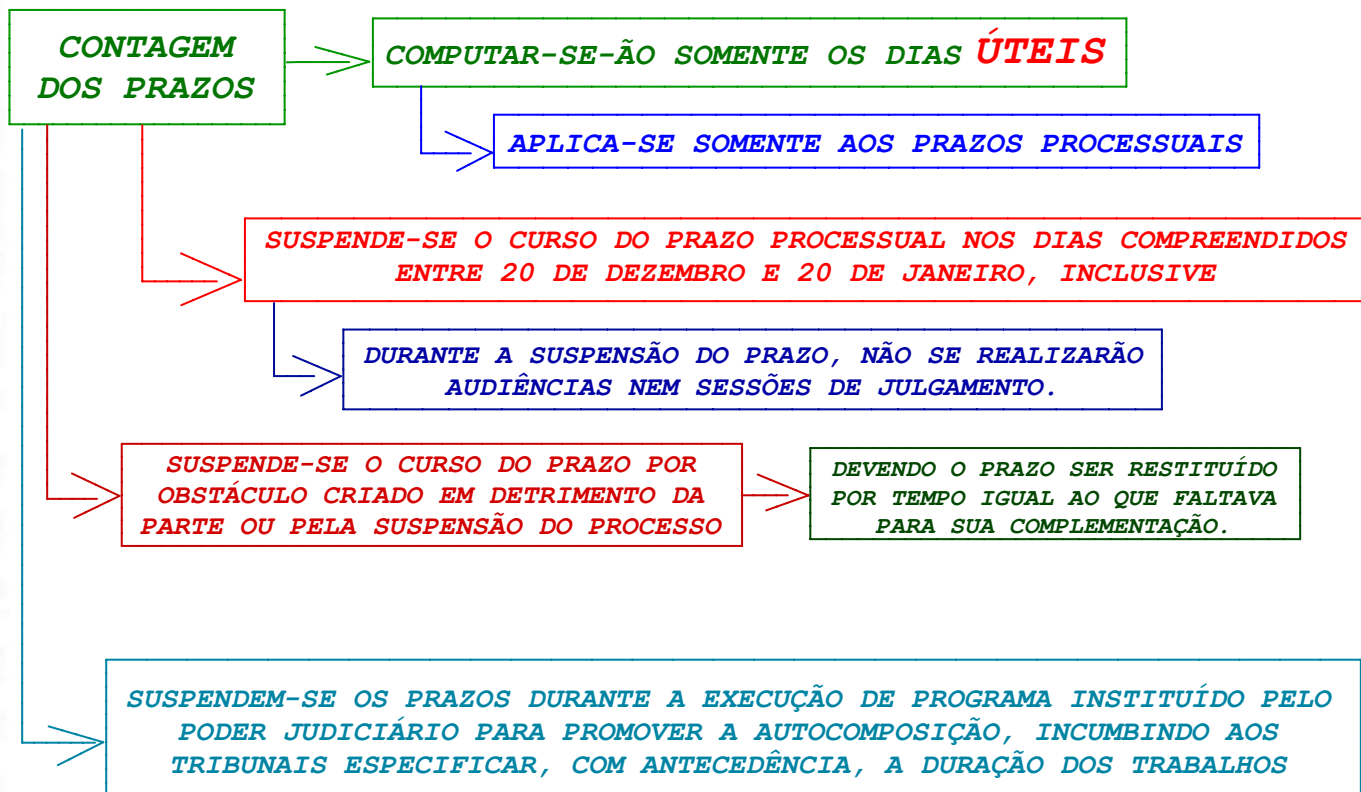 CONTAGEM
DOS PRAZOS
COMPUTAR-SE-ÃO SOMENTE OS DIAS ÚTEIS
APLICA-SE SOMENTE AOS PRAZOS PROCESSUAIS
SUSPENDE-SE O CURSO DO PRAZO PROCESSUAL NOS DIAS COMPREENDIDOS
ENTRE 20 DE DEZEMBRO E 20 DE JANEIRO, INCLUSIVE
DURANTE A SUSPENSÃO DO PRAZO, NÃO SE REALIZARÃO
AUDIÊNCIAS NEM SESSÕES DE JULGAMENTO.
SUSPENDE-SE O CURSO DO PRAZO POR
OBSTÁCULO CRIADO EM DETRIMENTO DA
PARTE OU PELA SUSPENSÃO DO PROCESSO
DEVENDO O PRAZO SER RESTITUÍDO
POR TEMPO IGUAL AO QUE FALTAVA
PARA SUA COMPLEMENTAÇÃO.
SUSPENDEM-SE OS PRAZOS DURANTE A EXECUÇÃO DE PROGRAMA INSTITUÍDO PELO
PODER JUDICIÁRIO PARA PROMOVER A AUTOCOMPOSIÇÃO, INCUMBINDO AOS
TRIBUNAIS ESPECIFICAR, COM ANTECEDÊNCIA, A DURAÇÃO DOS TRABALHOS